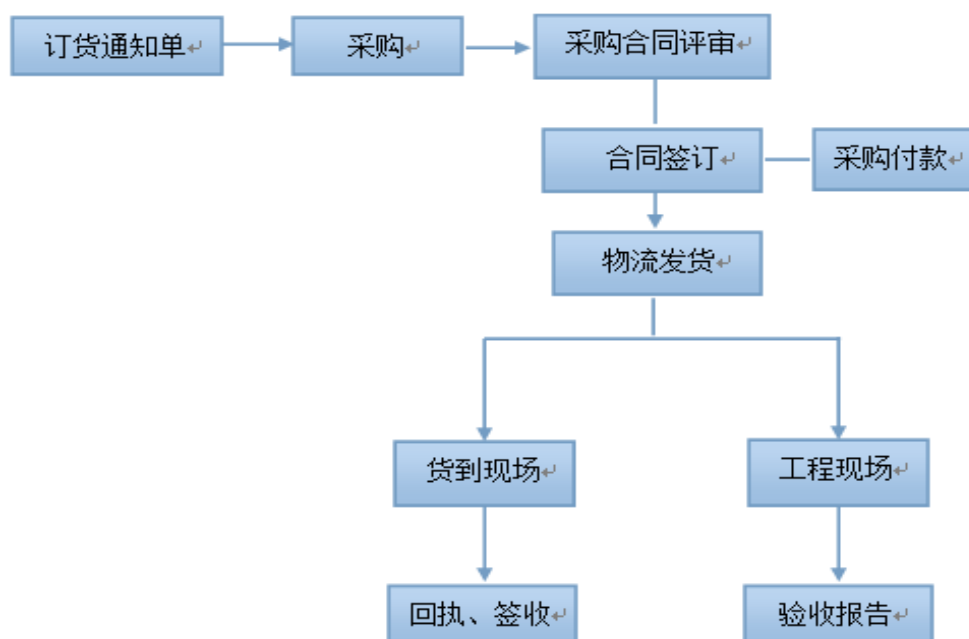 订货通知单
采购
采购合同评审
合同签订
采购付款
物流发货
货到现场
工程现场
回执、签收
验收报告